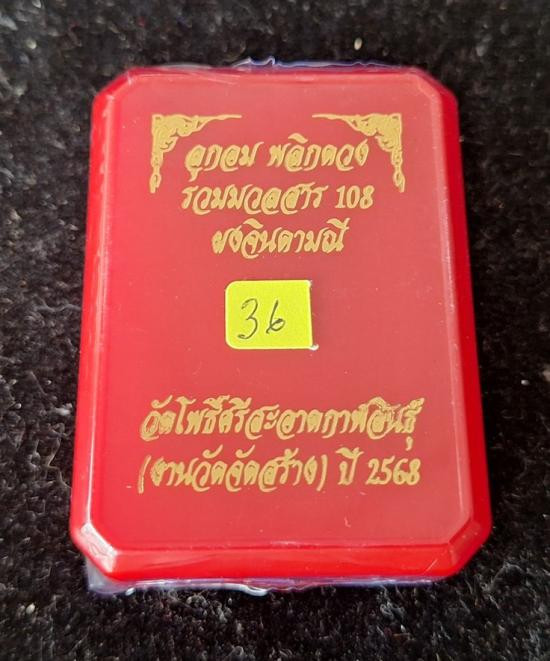 ลูกอม พลิกดวง
รวมมวลสาร 108
ผงจินดามณี
36
วัดโพธิ์ศรีสะอาดกาฬสินธุ์
(งานวัดจัดสร้าง) ปี 2568